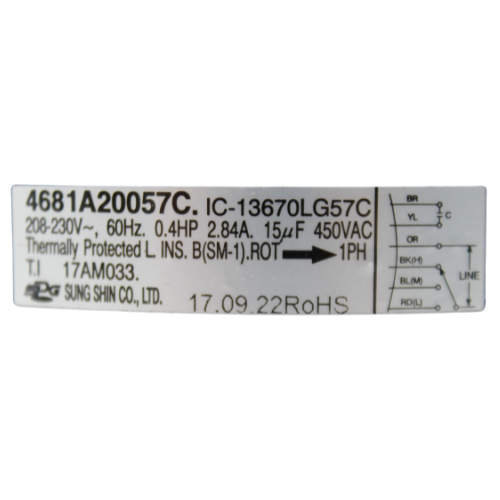 4681A20057C. IC-13670LG57C
208-230V~, 60Hz. 0.4HP 2.84A. 15μF 450VAC
Thermally Protected L INS. B(SM-1).ROT 1PH
T.I 17AM033.
SUNG SHIN CO., LTD. 17.09.22RoHS
BR
YL C
OR
BK(H)
LINE
BL(M)
RD(L)